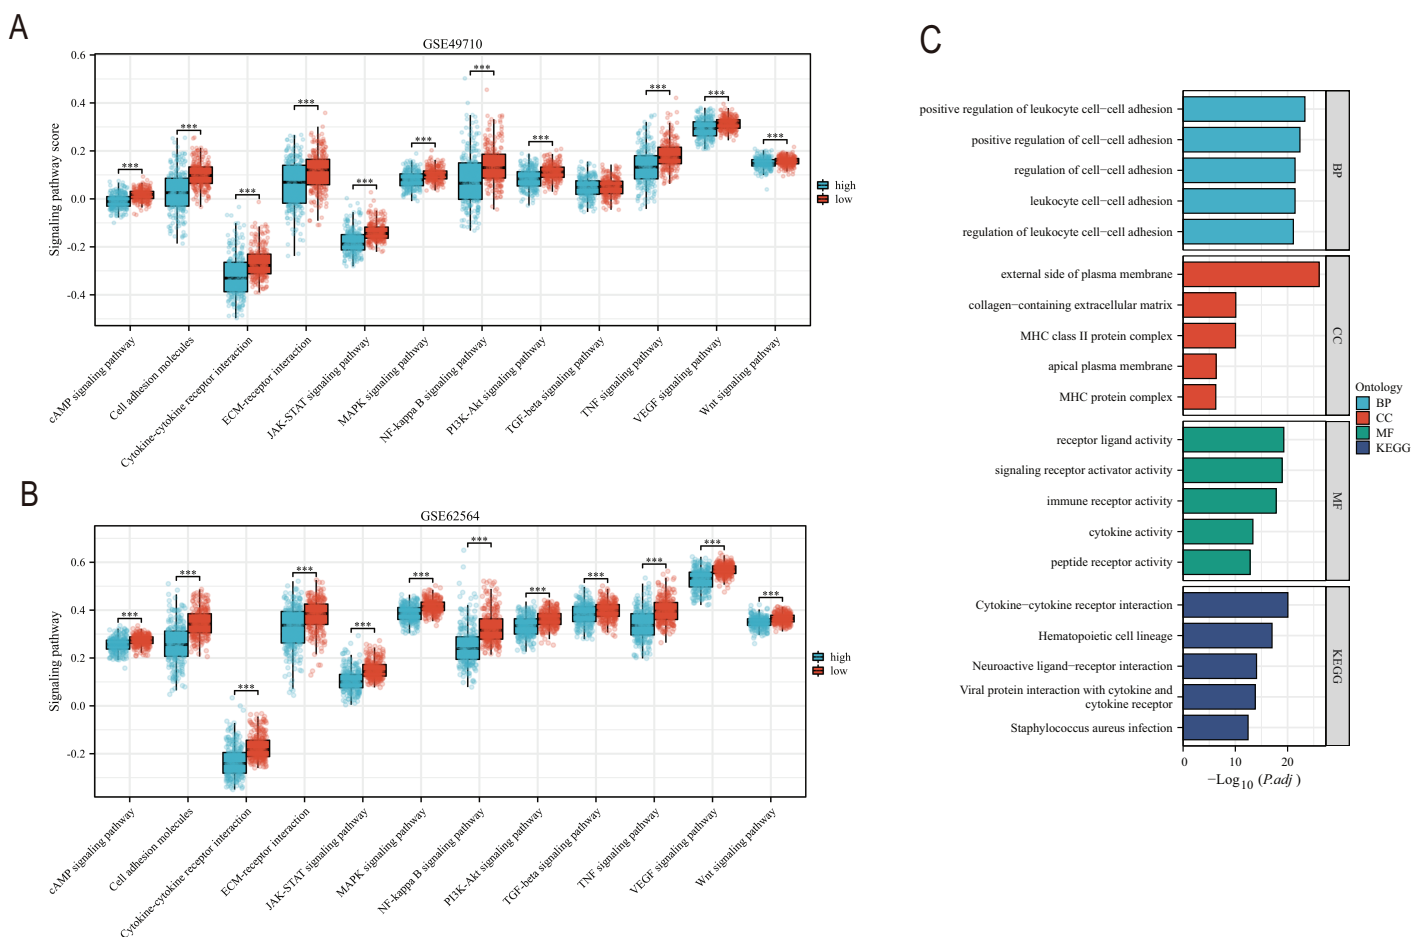 A
GSE49710
Signaling pathway score
0.6
0.4
0.2
0.0
-0.2
-0.4
***
***
***
***
***
***
***
***
***
***
***
high
low
cAMP signaling pathway
Cell adhesion molecules
Cytokine-cytokine receptor interaction
ECM-receptor interaction
JAK-STAT signaling pathway
MAPK signaling pathway
NF-kappa B signaling pathway
PI3K-Akt signaling pathway
TGF-beta signaling pathway
TNF signaling pathway
VEGF signaling pathway
Wnt signaling pathway
B
GSE62564
Signaling pathway
0.6
0.4
0.2
0.0
-0.2
***
***
***
***
***
***
***
***
***
***
***
***
high
low
cAMP signaling pathway
Cell adhesion molecules
Cytokine-cytokine receptor interaction
ECM-receptor interaction
JAK-STAT signaling pathway
MAPK signaling pathway
NF-kappa B signaling pathway
PI3K-Akt signaling pathway
TGF-beta signaling pathway
TNF signaling pathway
VEGF signaling pathway
Wnt signaling pathway
C
positive regulation of leukocyte cell−cell adhesion
positive regulation of cell−cell adhesion
regulation of cell−cell adhesion
leukocyte cell−cell adhesion
regulation of leukocyte cell−cell adhesion
BP
external side of plasma membrane
collagen−containing extracellular matrix
MHC class II protein complex
apical plasma membrane
MHC protein complex
CC
receptor ligand activity
signaling receptor activator activity
immune receptor activity
cytokine activity
peptide receptor activity
MF
Cytokine−cytokine receptor interaction
Hematopoietic cell lineage
Neuroactive ligand−receptor interaction
Viral protein interaction with cytokine and
cytokine receptor
Staphylococcus aureus infection
KEGG
0 10 20
−Log10 (P.adj )
Ontology
BP
CC
MF
KEGG